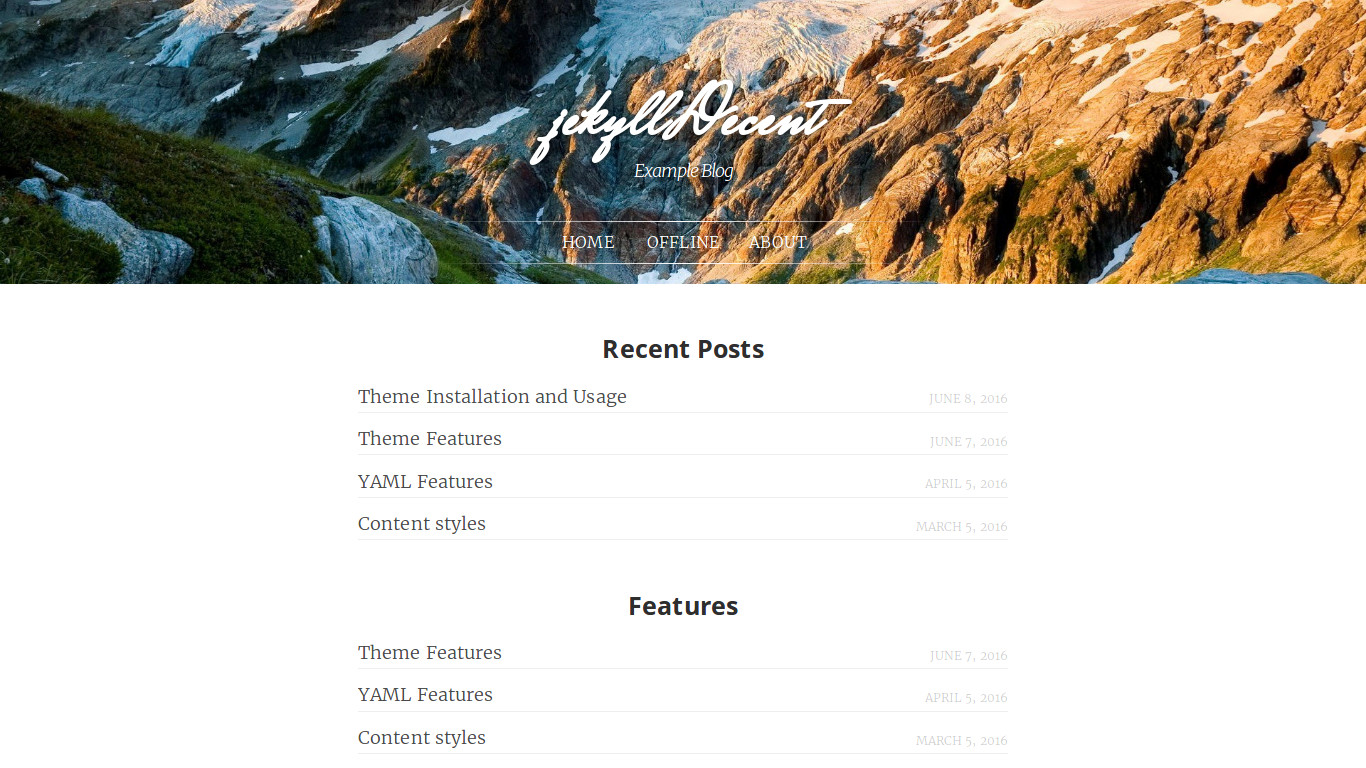 jekyllDecent
Example Blog
HOME OFFLINE ABOUT
Recent Posts
Theme Installation and Usage JUNE 8, 2016
Theme Features JUNE 7, 2016
YAML Features APRIL 5, 2016
Content styles MARCH 5, 2016
Features
Theme Features JUNE 7, 2016
YAML Features APRIL 5, 2016
Content styles MARCH 5, 2016